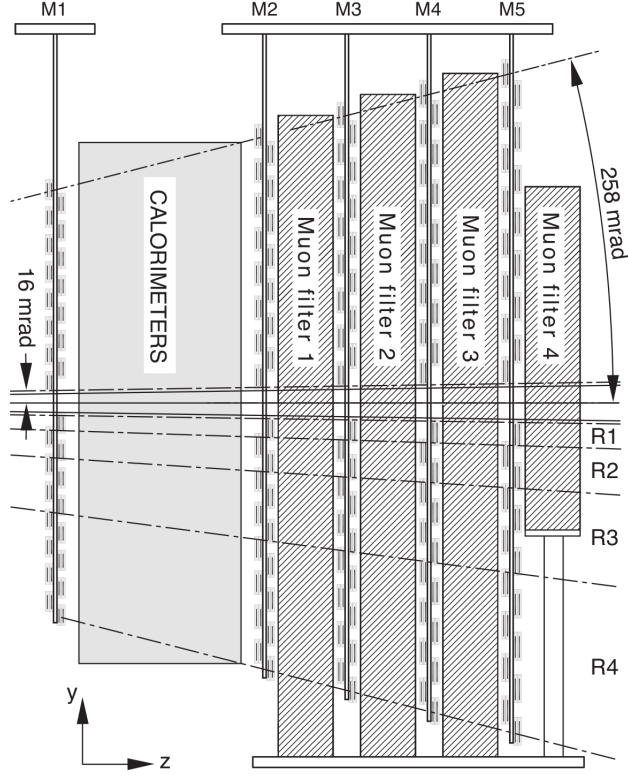 M1
M2
M3
M4
M5
CALORIMETERS
Muon filter 1
Muon filter 2
Muon filter 3
Muon filter 4
258 mrad
16 mrad
R1
R2
R3
R4
y
z